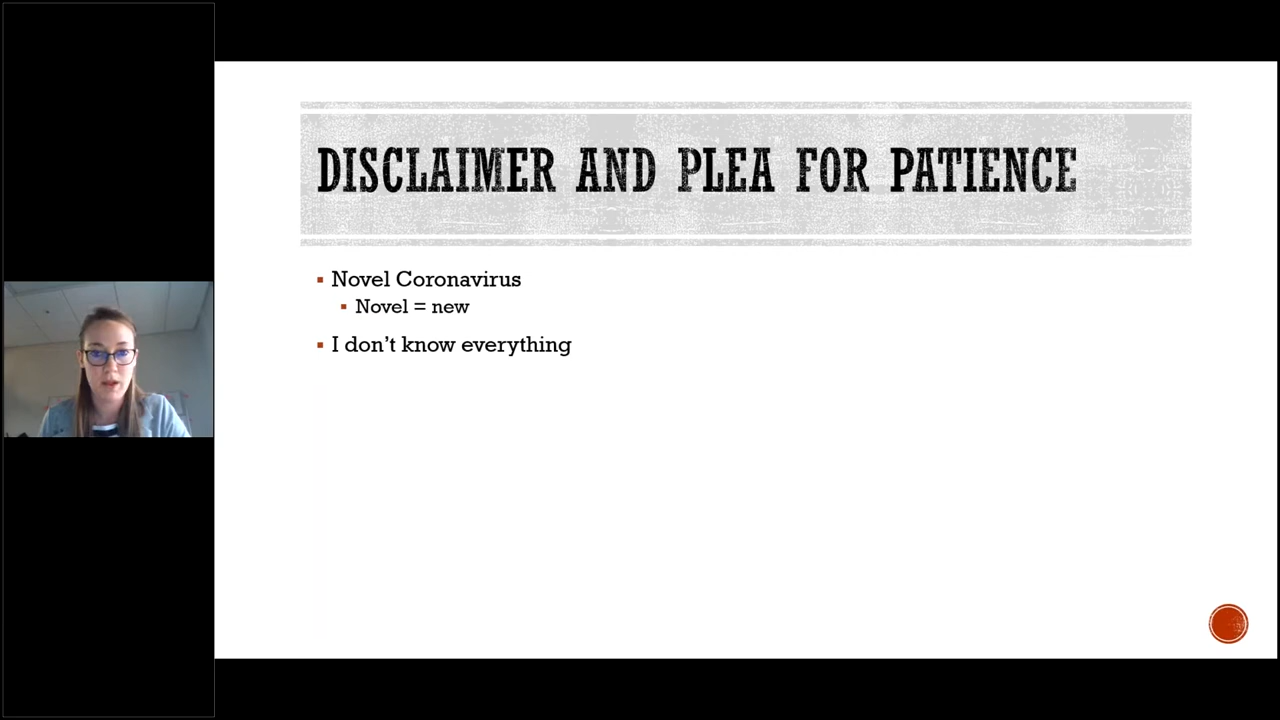 DISCLAIMER AND PLEA FOR PATIENCE
Novel Coronavirus
Novel = new
I don't know everything